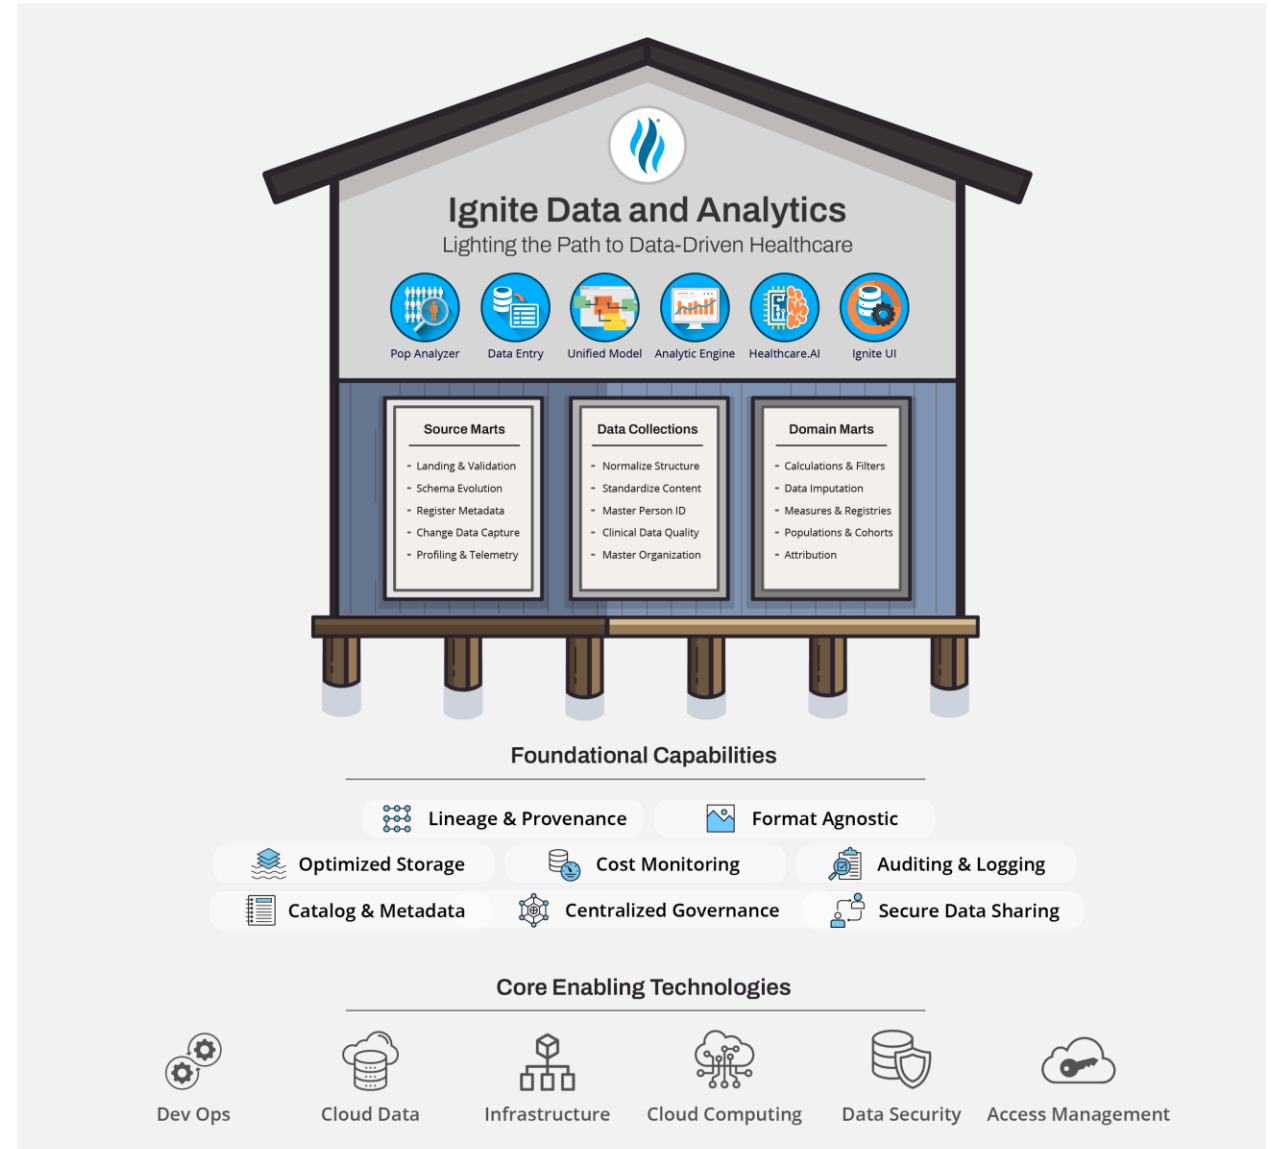 Ignite Data and Analytics
Lighting the Path to Data-Driven Healthcare
Pop Analyzer
Data Entry
Unified Model
Analytic Engine
Healthcare.AI
Ignite UI
Source Marts
- Landing & Validation
- Schema Evolution
- Register Metadata
- Change Data Capture
- Profiling & Telemetry
Data Collections
- Normalize Structure
- Standardize Content
- Master Person ID
- Clinical Data Quality
- Master Organization
Domain Marts
- Calculations & Filters
- Data Imputation
- Measures & Registries
- Populations & Cohorts
- Attribution
Foundational Capabilities
Lineage & Provenance
Format Agnostic
Optimized Storage
Cost Monitoring
Auditing & Logging
Catalog & Metadata
Centralized Governance
Secure Data Sharing
Core Enabling Technologies
Dev Ops
Cloud Data
Infrastructure
Cloud Computing
Data Security
Access Management